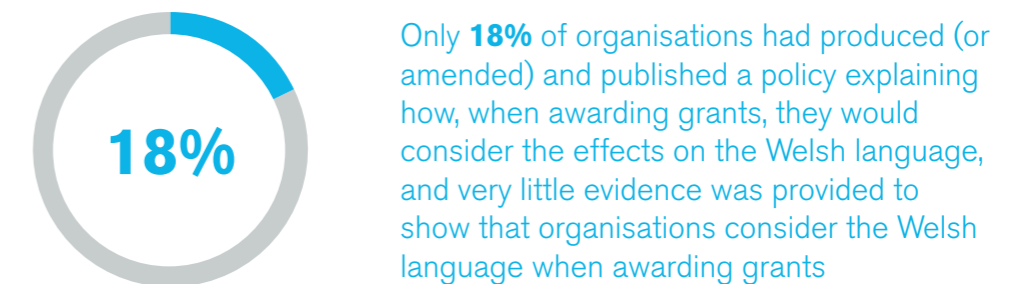 18%
Only 18% of organisations had produced (or
amended) and published a policy explaining
how, when awarding grants, they would
consider the effects on the Welsh language,
and very little evidence was provided to
show that organisations consider the Welsh
language when awarding grants